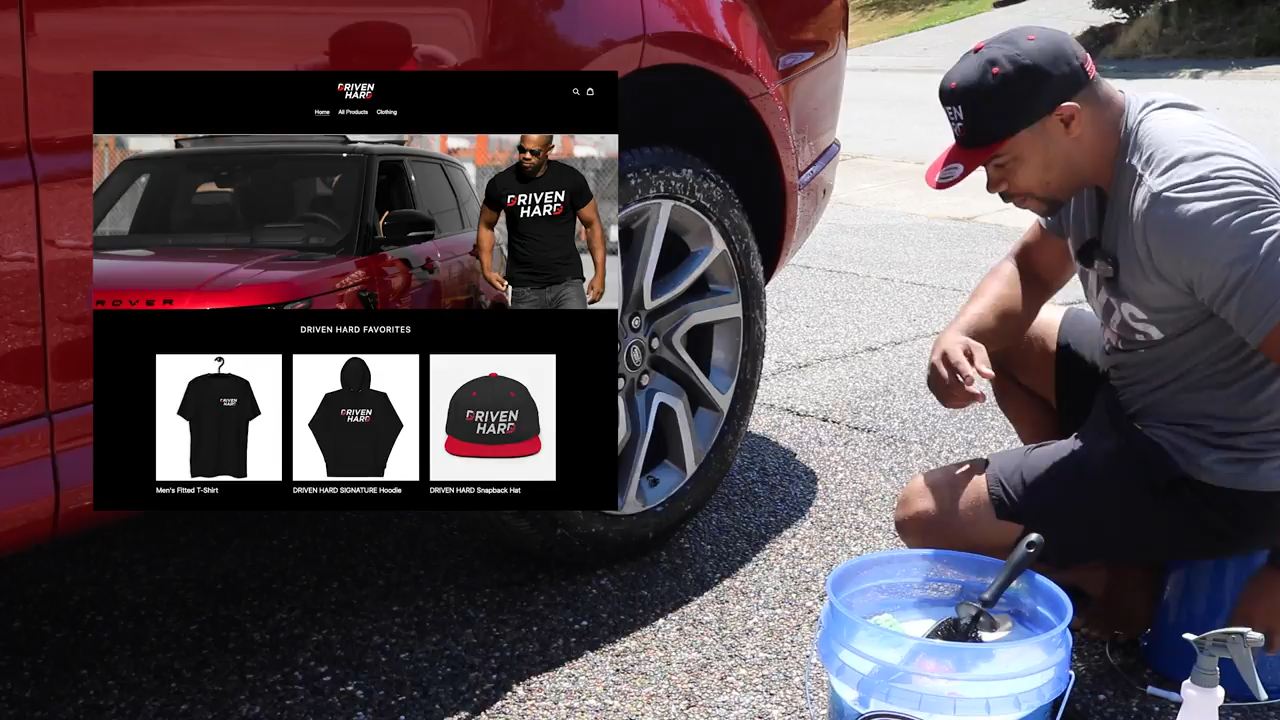 DRIVEN
HARD
Home All Products Clothing
DRIVEN
HARD
ROVER
DRIVEN HARD FAVORITES
DRIVEN
HARD
DRIVEN
HARD
DRIVEN
HARD
Men's Fitted T-Shirt
DRIVEN HARD SIGNATURE Hoodie
DRIVEN HARD Snapback Hat